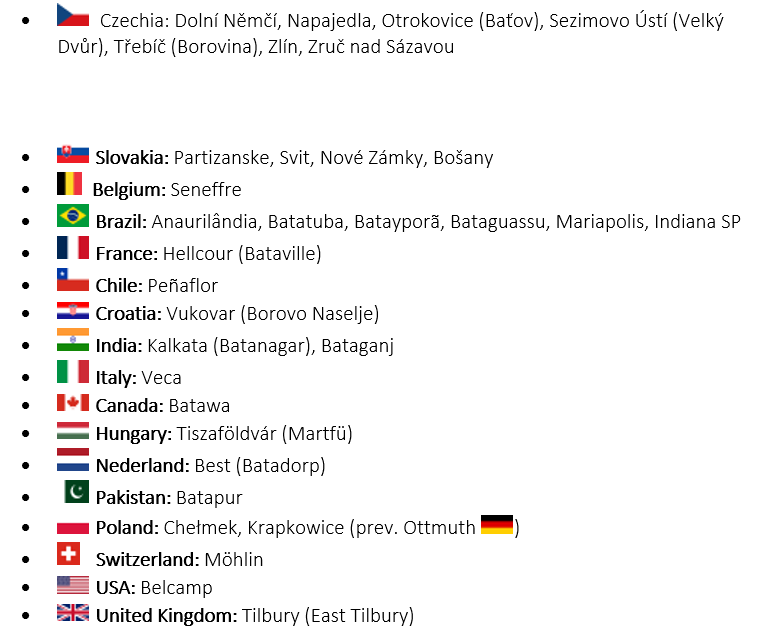 • Czechia: Dolní Němčí, Napajedla, Otrokovice (Baťov), Sezimovo Ústí (Velký
Dvůr), Třebíč (Borovina), Zlín, Zruč nad Sázavou
• Slovakia: Partizanske, Svit, Nové Zámky, Bošany
• Belgium: Seneffre
• Brazil: Anaurilândia, Batatuba, Batayporã, Bataguassu, Mariapolis, Indiana SP
• France: Hellcour (Bataville)
• Chile: Peñaflor
• Croatia: Vukovar (Borovo Naselje)
• India: Kalkata (Batanagar), Bataganj
• Italy: Veca
• Canada: Batawa
• Hungary: Tiszaföldvár (Martfü)
• Nederland: Best (Batadorp)
• Pakistan: Batapur
• Poland: Chełmek, Krapkowice (prev. Ottmuth )
• Switzerland: Möhlin
• USA: Belcamp
• United Kingdom: Tilbury (East Tilbury)